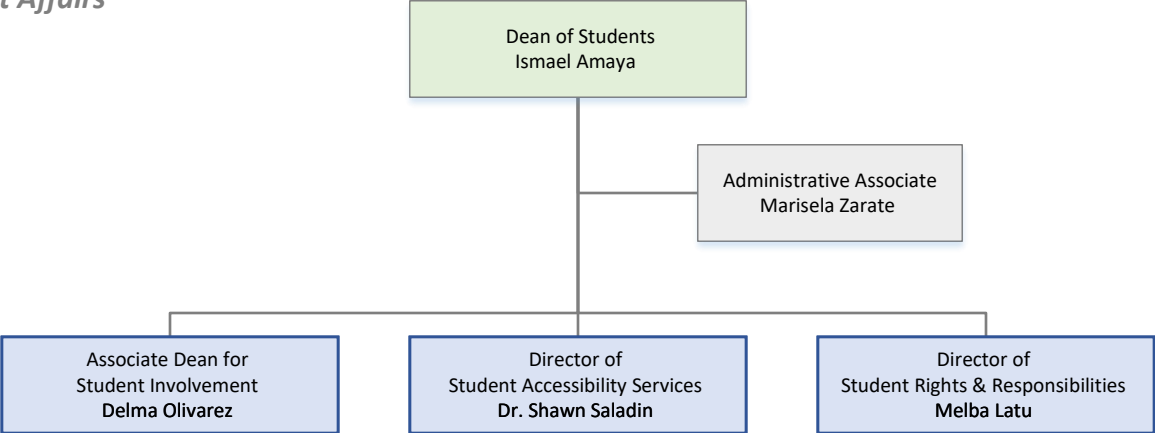 t Affairs
Dean of Students
Ismael Amaya
Administrative Associate
Marisela Zarate
Associate Dean for
Student Involvement
Delma Olivarez
Director of
Student Accessibility Services
Dr. Shawn Saladin
Director of
Student Rights & Responsibilities
Melba Latu